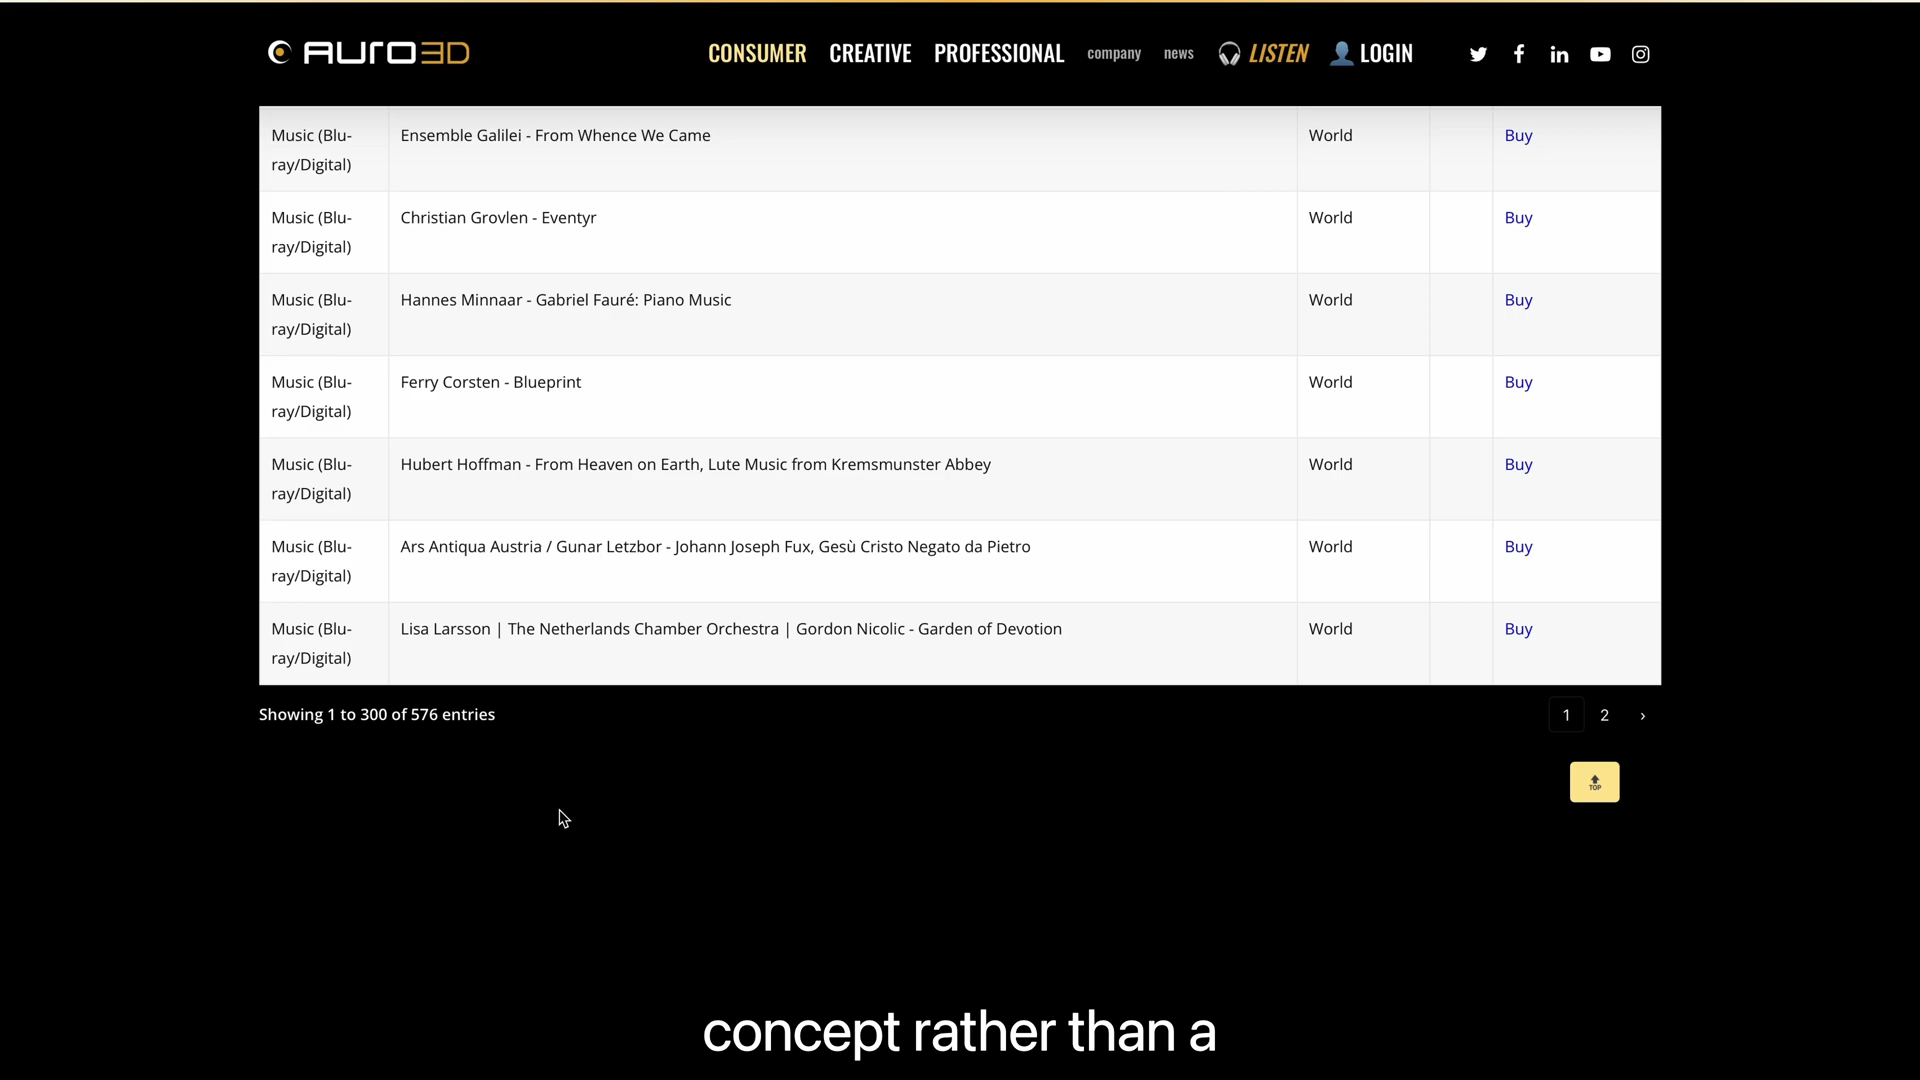 AURO3D CONSUMER CREATIVE PROFESSIONAL company news LISTEN LOGIN
Music (Blu-
ray/Digital) Ensemble Galilei - From Whence We Came World Buy
Music (Blu-
ray/Digital) Christian Grovlen - Eventyr World Buy
Music (Blu-
ray/Digital) Hannes Minnaar - Gabriel Fauré: Piano Music World Buy
Music (Blu-
ray/Digital) Ferry Corsten - Blueprint World Buy
Music (Blu-
ray/Digital) Hubert Hoffman - From Heaven on Earth, Lute Music from Kremsmunster Abbey World Buy
Music (Blu-
ray/Digital) Ars Antiqua Austria / Gunar Letzbor - Johann Joseph Fux, Gesù Cristo Negato da Pietro World Buy
Music (Blu-
ray/Digital) Lisa Larsson | The Netherlands Chamber Orchestra | Gordon Nicolic - Garden of Devotion World Buy
Showing 1 to 300 of 576 entries 1 2 ›
TOP
concept rather than a